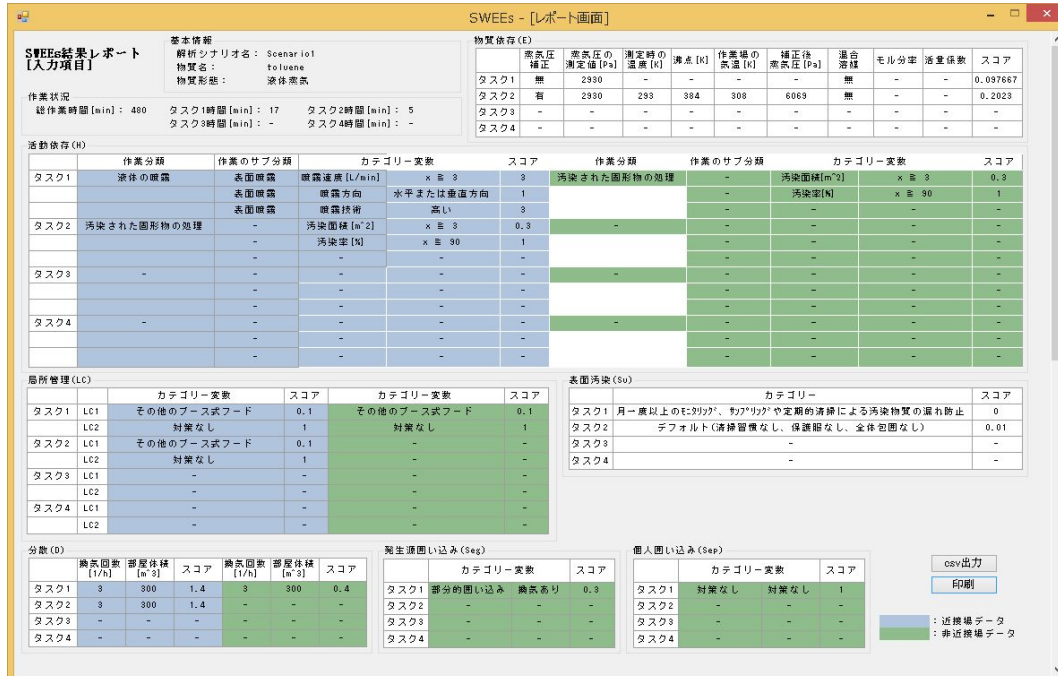 SWEEs - [レポート画面]
SWEEs結果レポート
[入力項目]
基本情報
解析シナリオ名： Scenario1
物質名： toluene
物質形態： 液体蒸気
作業状況
総作業時間[min]： 480 タスク1時間[min]： 17 タスク2時間[min]： 5
タスク3時間[min]： - タスク4時間[min]： -
物質依存(E)
蒸気圧補正 蒸気圧の測定値[Pa] 測定時の温度[K] 沸点[K] 作業場の気温[K] 補正後蒸気圧[Pa] 混合溶媒 モル分率 活量係数 スコア
タスク1 無 2930 - - - - 無 - - 0.097667
タスク2 有 2930 293 384 308 6069 無 - - 0.2023
タスク3 - - - - - - - - - -
タスク4 - - - - - - - - - -
活動依存(H)
作業分類 作業のサブ分類 カテゴリー変数 スコア 作業分類 作業のサブ分類 カテゴリー変数 スコア
タスク1 液体の噴霧 表面噴霧 噴霧速度[L/min] x ≧ 3 3 汚染された固形物の処理 - 汚染面積[m^2] x ≧ 3 0.3
表面噴霧 噴霧方向 水平または垂直方向 1 - 汚染率[%] x ≧ 90 1
表面噴霧 噴霧技術 高い 3 - - - -
タスク2 汚染された固形物の処理 - 汚染面積[m^2] x ≧ 3 0.3 - - - - -
- 汚染率[%] x ≧ 90 1 - - - -
- - - - - - - -
タスク3 - - - - - - - - - -
- - - - - - - -
- - - - - - - -
タスク4 - - - - - - - - - -
- - - - - - - -
- - - - - - - -
局所管理(LC)
カテゴリー変数 スコア カテゴリー変数 スコア
タスク1 LC1 その他のブース式フード 0.1 その他のブース式フード 0.1
LC2 対策なし 1 対策なし 1
タスク2 LC1 その他のブース式フード 0.1 - -
LC2 対策なし 1 - -
タスク3 LC1 - - - -
LC2 - - - -
タスク4 LC1 - - - -
LC2 - - - -
表面汚染(Su)
カテゴリー スコア
タスク1 月一度以上のﾓﾆﾀﾘﾝｸﾞ、ｻﾝﾌﾟﾘﾝｸﾞや定期的清掃による汚染物質の漏れ防止 0
タスク2 デフォルト(清掃習慣なし、保護服なし、全体包囲なし) 0.01
タスク3 - -
タスク4 - -
分散(D)
換気回数[1/h] 部屋体積[m^3] スコア 換気回数[1/h] 部屋体積[m^3] スコア
タスク1 3 300 1.4 3 300 0.4
タスク2 3 300 1.4 - - -
タスク3 - - - - - -
タスク4 - - - - - -
発生源囲い込み(Seg)
カテゴリー変数 スコア
タスク1 部分的囲い込み 換気あり 0.3
タスク2 - - -
タスク3 - - -
タスク4 - - -
個人囲い込み(Sep)
カテゴリー変数 スコア
タスク1 対策なし 対策なし 1
タスク2 - - -
タスク3 - - -
タスク4 - - -
csv出力
印刷
：近接場データ
：非近接場データ